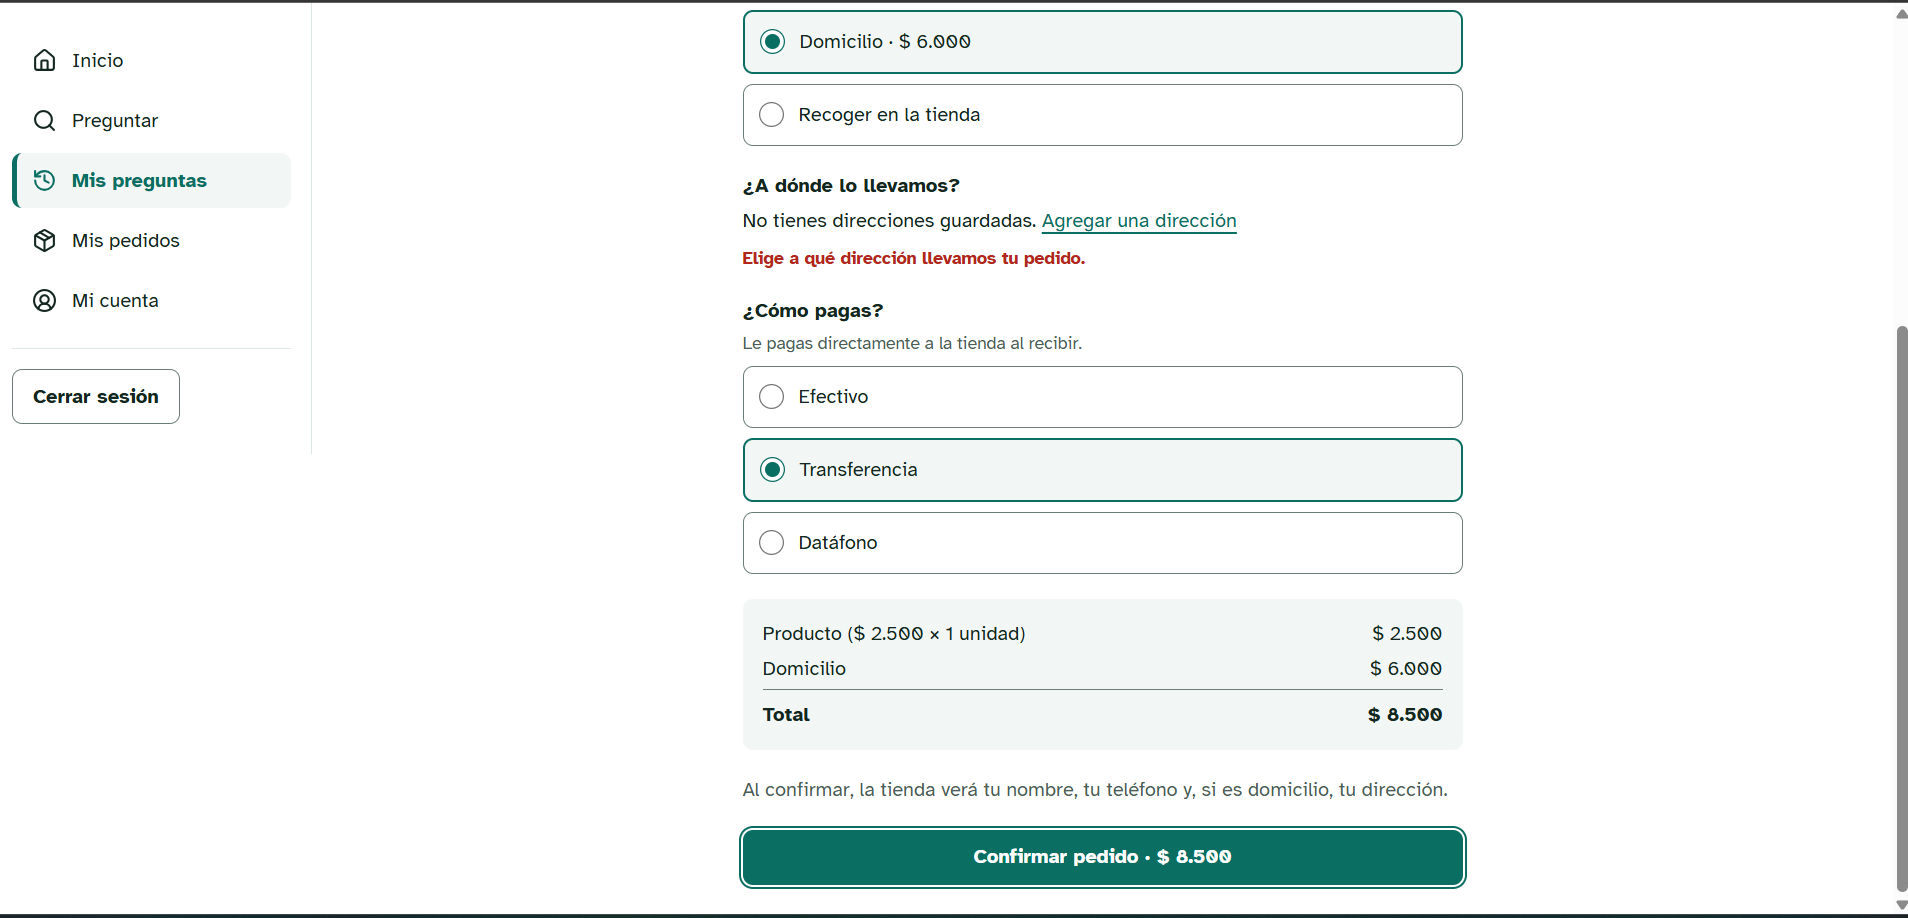 Inicio
Preguntar
Mis preguntas
Mis pedidos
Mi cuenta
Cerrar sesión
Domicilio · $ 6.000
Recoger en la tienda
¿A dónde lo llevamos?
No tienes direcciones guardadas. Agregar una dirección
Elige a qué dirección llevamos tu pedido.
¿Cómo pagas?
Le pagas directamente a la tienda al recibir.
Efectivo
Transferencia
Datáfono
Producto ($ 2.500 × 1 unidad) $ 2.500
Domicilio $ 6.000
Total $ 8.500
Al confirmar, la tienda verá tu nombre, tu teléfono y, si es domicilio, tu dirección.
Confirmar pedido · $ 8.500